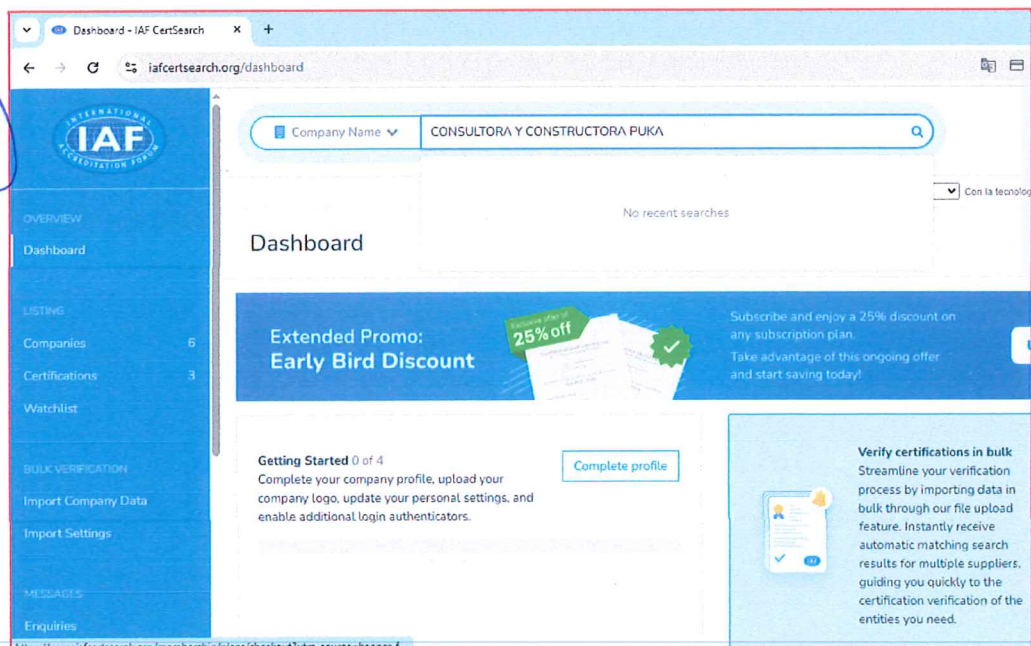 Dashboard - IAF CertSearch
iafcertsearch.org/dashboard
INTERNATIONAL
IAF
ACCREDITATION FORUM
Company Name
CONSULTORA Y CONSTRUCTORA PUKA
No recent searches
Con la tecnolog
OVERVIEW
Dashboard
Dashboard
LISTING
Companies 6
Certifications 3
Watchlist
Extended Promo:
Early Bird Discount
Exclusive offer of
25% off
Subscribe and enjoy a 25% discount on
any subscription plan.
Take advantage of this ongoing offer
and start saving today!
BULK VERIFICATION
Import Company Data
Import Settings
MESSAGES
Enquiries
Getting Started 0 of 4
Complete your company profile, upload your
company logo, update your personal settings, and
enable additional login authenticators.
Complete profile
Verify certifications in bulk
Streamline your verification
process by importing data in
bulk through our file upload
feature. Instantly receive
automatic matching search
results for multiple suppliers,
guiding you quickly to the
certification verification of the
entities you need.